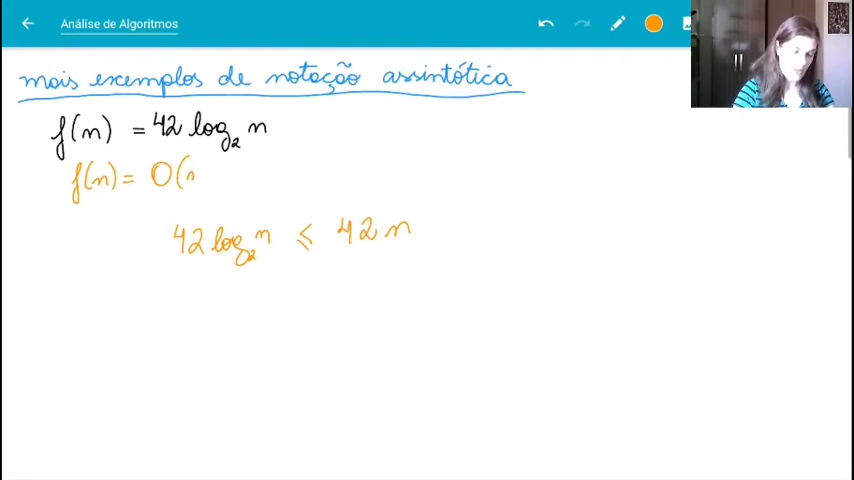 Análise de Algoritmos
mais exemplos de notação assintótica
f(n) = 42 log₂ n
f(n) = O(n
42 log₂ n ≤ 42 n